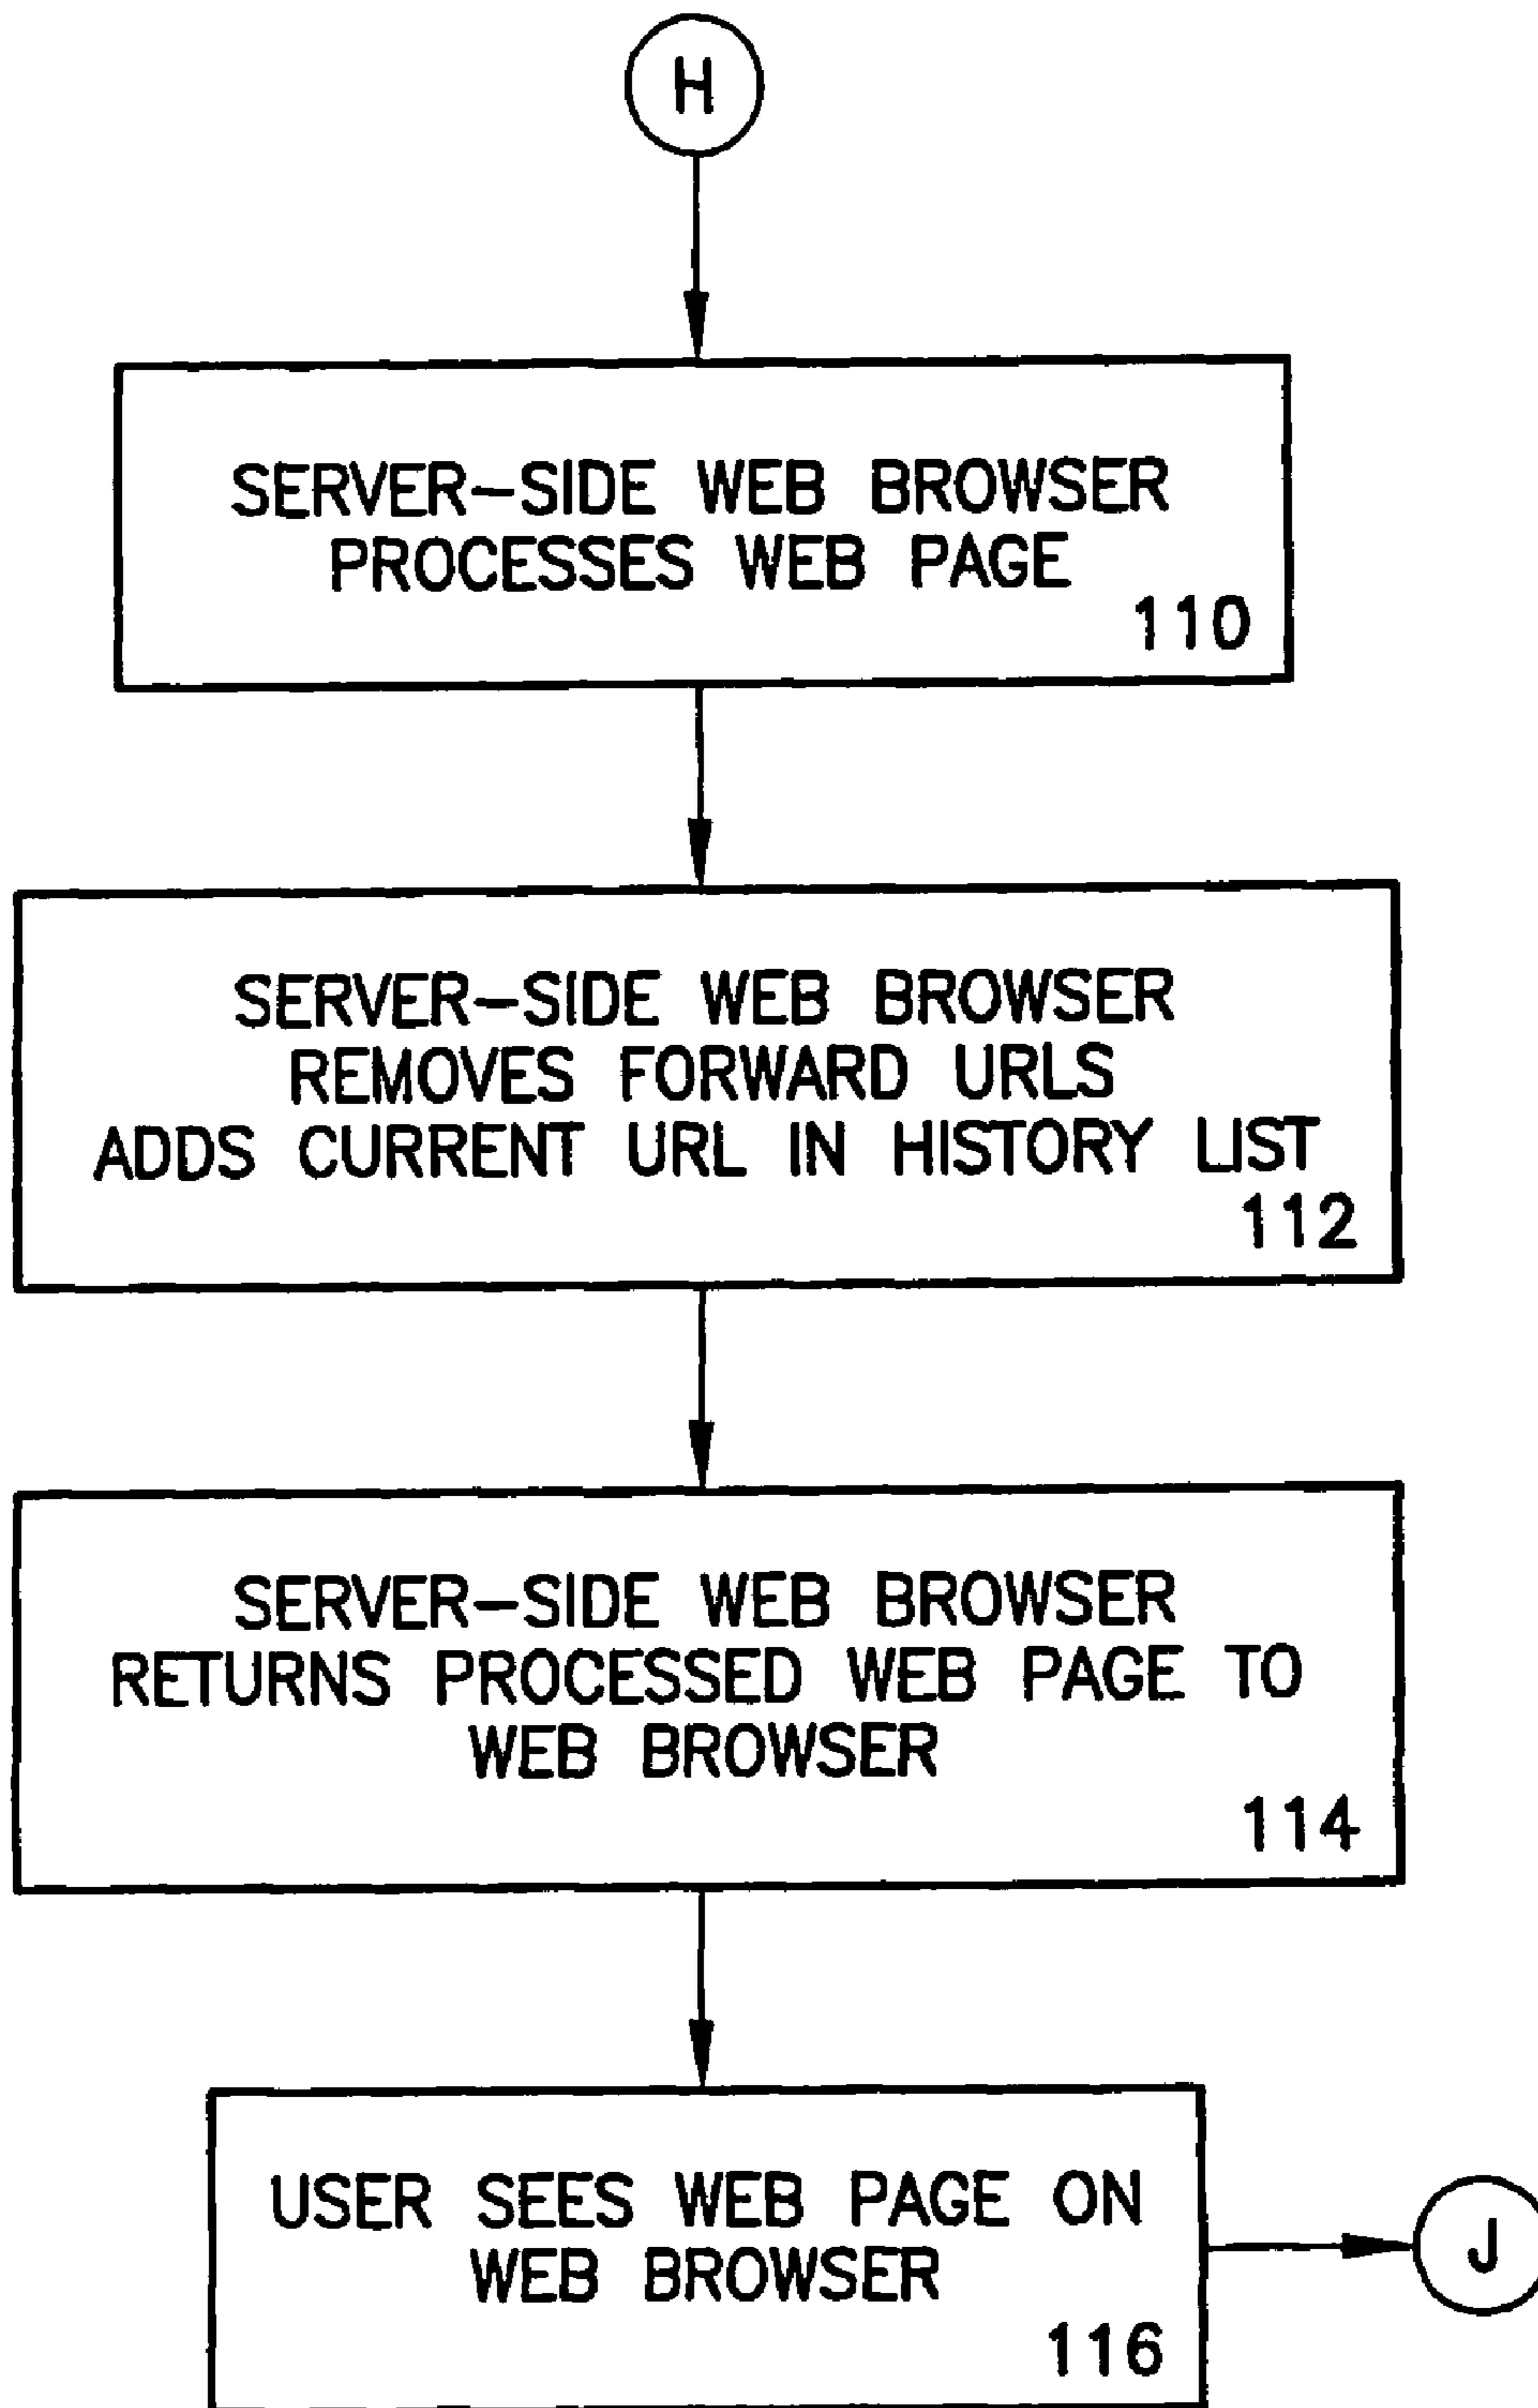 H
SERVER-SIDE WEB BROWSER
PROCESSES WEB PAGE
110
SERVER-SIDE WEB BROWSER
REMOVES FORWARD URLS
ADDS CURRENT URL IN HISTORY LIST
112
SERVER-SIDE WEB BROWSER
RETURNS PROCESSED WEB PAGE TO
WEB BROWSER
114
USER SEES WEB PAGE ON
WEB BROWSER
116
J